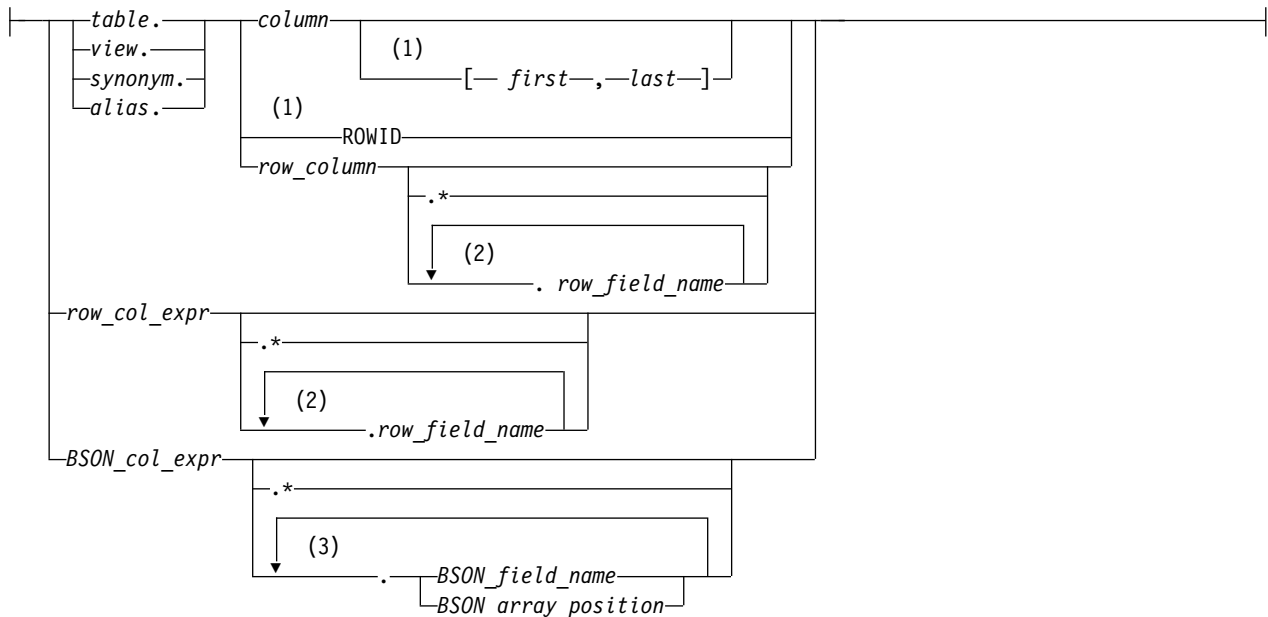 table. column
view. (1)
synonym. [ first , last ]
alias.
(1)
ROWID
row_column
.*
(2)
. row_field_name
row_col_expr
.*
(2)
.row_field_name
BSON_col_expr
.*
(3)
. BSON_field_name
BSON array position